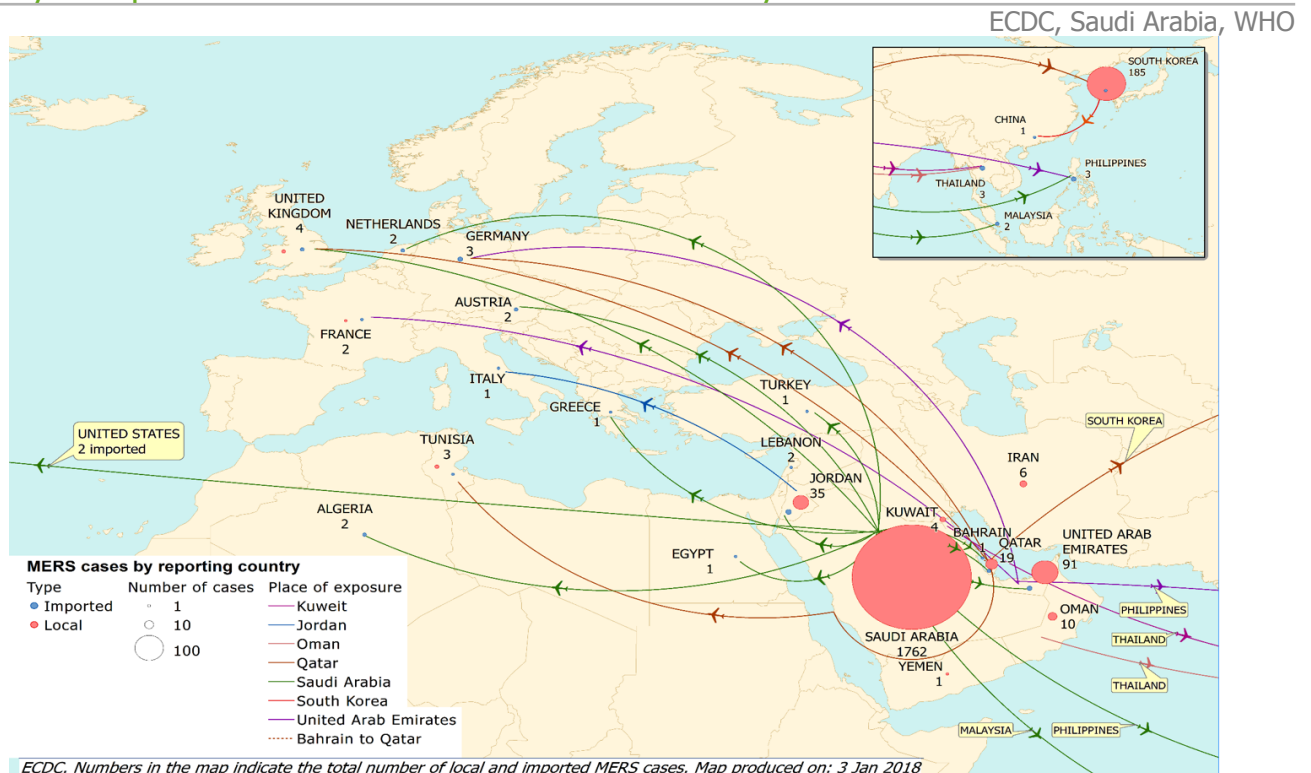 ECDC, Saudi Arabia, WHO
SOUTH KOREA
185
CHINA
1
PHILIPPINES
3
THAILAND
3
MALAYSIA
2
UNITED
KINGDOM
4
NETHERLANDS
2
GERMANY
3
AUSTRIA
2
FRANCE
2
ITALY
1
GREECE
1
TURKEY
1
UNITED STATES
2 imported
TUNISIA
3
LEBANON
2
SOUTH KOREA
IRAN
6
JORDAN
35
ALGERIA
2
KUWAIT
4
BAHRAIN
1
QATAR
19
UNITED ARAB
EMIRATES
91
EGYPT
1
PHILIPPINES
OMAN
10
SAUDI ARABIA
1762
THAILAND
YEMEN
1
THAILAND
MALAYSIA
PHILIPPINES
MERS cases by reporting country
Type
Imported
Local
Number of cases
1
10
100
Place of exposure
Kuweit
Jordan
Oman
Qatar
Saudi Arabia
South Korea
United Arab Emirates
Bahrain to Qatar
ECDC. Numbers in the map indicate the total number of local and imported MERS cases. Map produced on: 3 Jan 2018